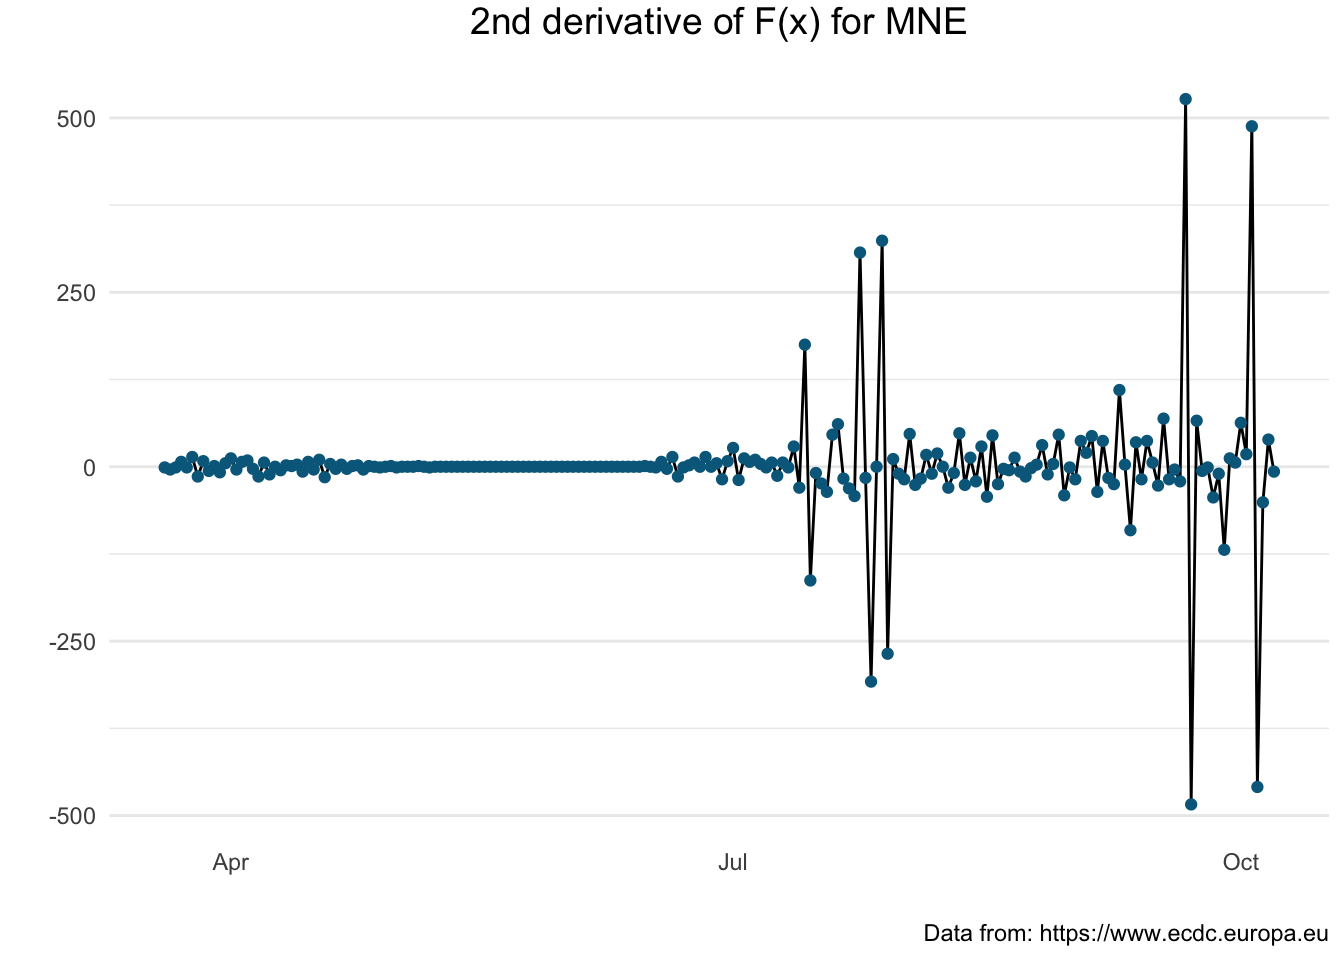 2nd derivative of F(x) for MNE
500
250
0
-250
-500
Apr Jul Oct
Data from: https://www.ecdc.europa.eu